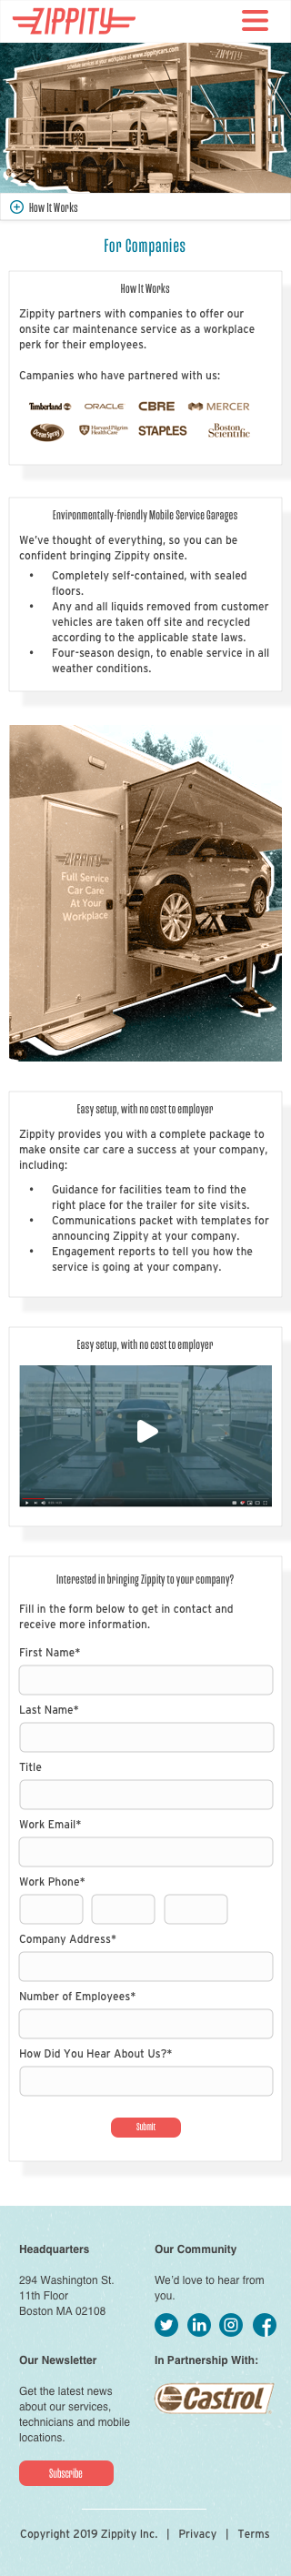 ZIPPITY
Schedule services at your workplace at www.zippitycars.com
How It Works
For Companies
How It Works
Zippity partners with companies to offer our
onsite car maintenance service as a workplace
perk for their employees.
Campanies who have partnered with us:
Timberland ORACLE CBRE MERCER
Ocean Spray Harvard Pilgrim HealthCare STAPLES Boston Scientific
Environmentally-friendly Mobile Service Garages
We've thought of everything, so you can be
confident bringing Zippity onsite.
• Completely self-contained, with sealed
floors.
• Any and all liquids removed from customer
vehicles are taken off site and recycled
according to the applicable state laws.
• Four-season design, to enable service in all
weather conditions.
ZIPPITY
Full Service
Car Care
At Your
Workplace
Easy setup, with no cost to employer
Zippity provides you with a complete package to
make onsite car care a success at your company,
including:
• Guidance for facilities team to find the
right place for the trailer for site visits.
• Communications packet with templates for
announcing Zippity at your company.
• Engagement reports to tell you how the
service is going at your company.
Easy setup, with no cost to employer
Interested in bringing Zippity to your company?
Fill in the form below to get in contact and
receive more information.
First Name*
Last Name*
Title
Work Email*
Work Phone*
Company Address*
Number of Employees*
How Did You Hear About Us?*
Submit
Headquarters
294 Washington St.
11th Floor
Boston MA 02108
Our Community
We'd love to hear from
you.
Our Newsletter
Get the latest news
about our services,
technicians and mobile
locations.
Subscribe
In Partnership With:
Castrol
Copyright 2019 Zippity Inc. | Privacy | Terms